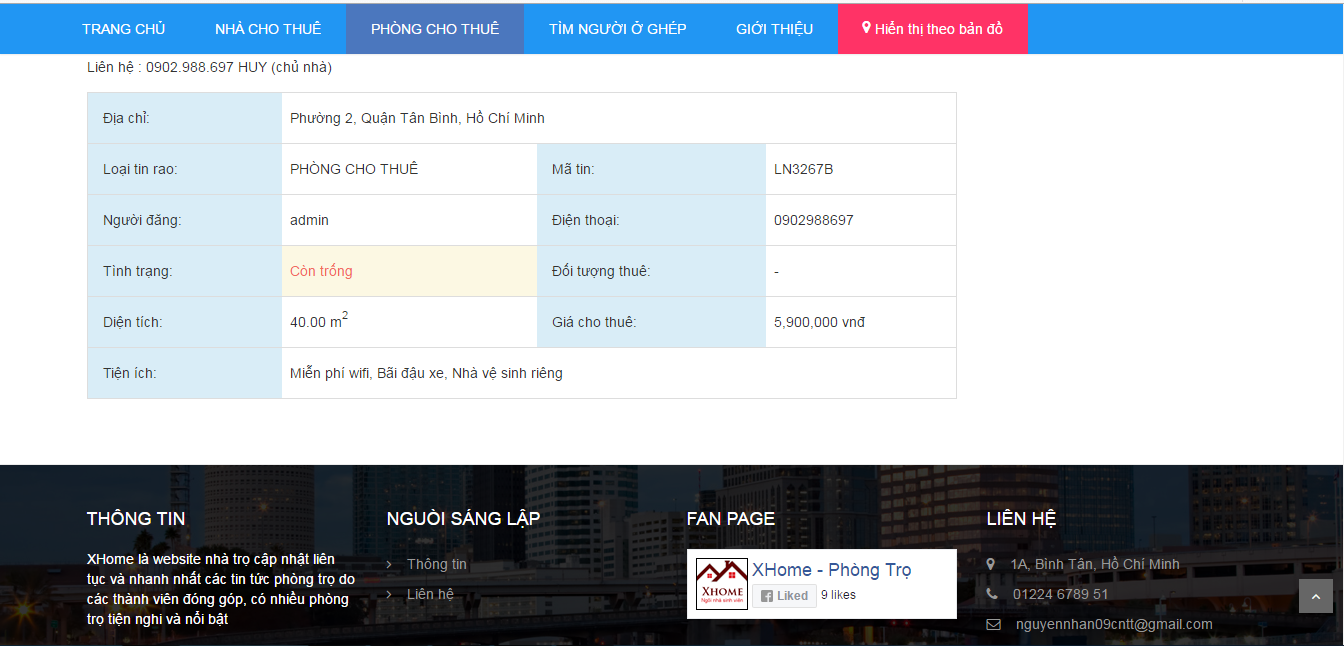 TRANG CHỦ NHÀ CHO THUÊ PHÒNG CHO THUÊ TÌM NGƯỜI Ở GHÉP GIỚI THIỆU Hiển thị theo bản đồ
Liên hệ : 0902.988.697 HUY (chủ nhà)
Địa chỉ: Phường 2, Quận Tân Bình, Hồ Chí Minh
Loại tin rao: PHÒNG CHO THUÊ Mã tin: LN3267B
Người đăng: admin Điện thoại: 0902988697
Tình trạng: Còn trống Đối tượng thuê: -
Diện tích: 40.00 m² Giá cho thuê: 5,900,000 vnđ
Tiện ích: Miễn phí wifi, Bãi đậu xe, Nhà vệ sinh riêng
THÔNG TIN
XHome là website nhà trọ cập nhật liên
tục và nhanh nhất các tin tức phòng trọ do
các thành viên đóng góp, có nhiều phòng
trọ tiện nghi và nổi bật
NGUỜI SÁNG LẬP
Thông tin
Liên hệ
FAN PAGE
XHOME
Ngôi nhà sinh viên
XHome - Phòng Trọ
Liked 9 likes
LIÊN HỆ
1A, Bình Tân, Hồ Chí Minh
01224 6789 51
nguyennhan09cntt@gmail.com